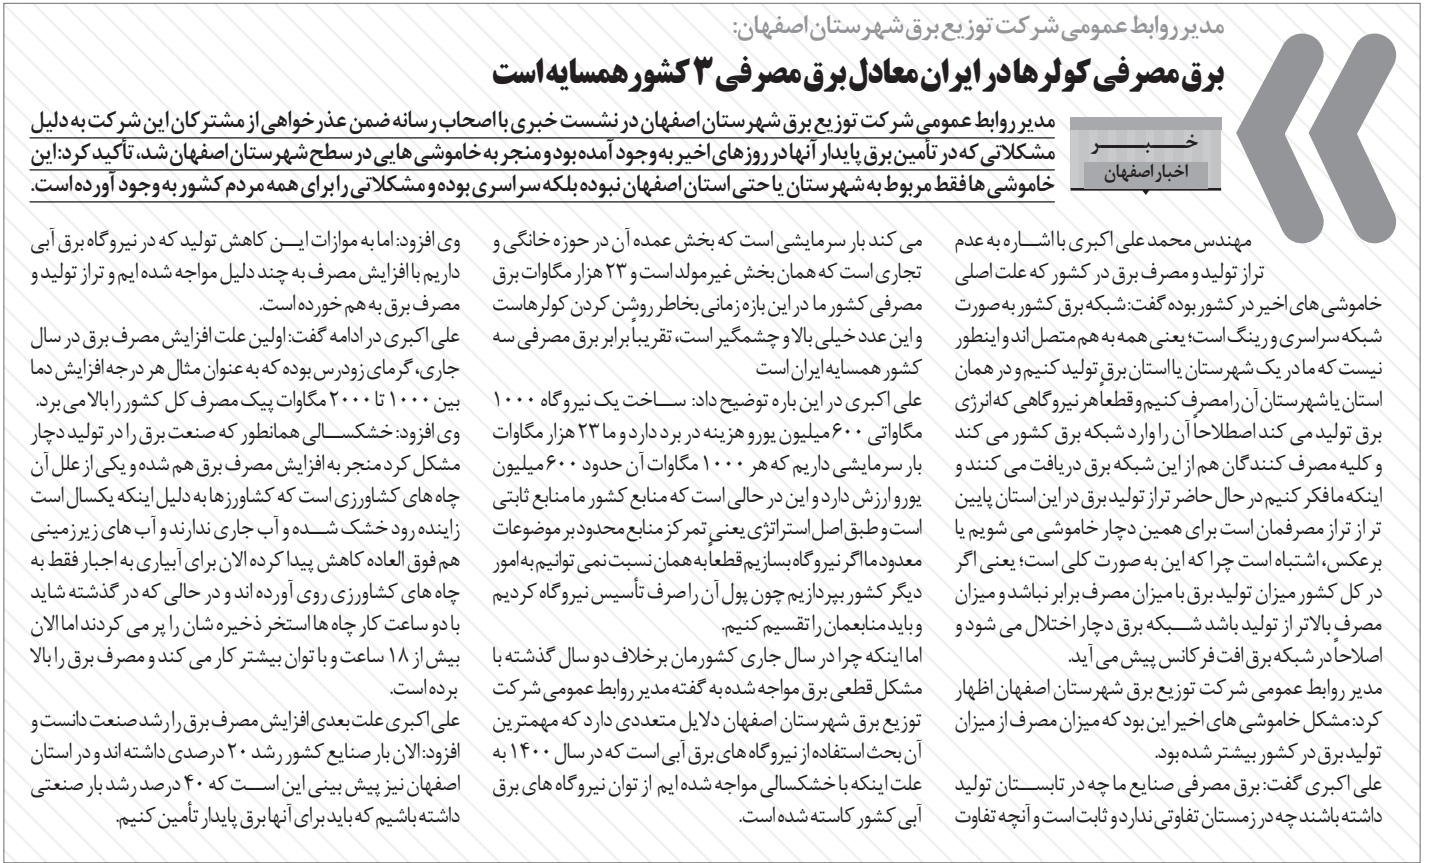 مدیر روابط عمومی شرکت توزیع برق شهرستان اصفهان:
برق مصرفی کولرها در ایران معادل برق مصرفی ۳ کشور همسایه است
خبر
اخبار اصفهان
مدیر روابط عمومی شرکت توزیع برق شهرستان اصفهان در نشست خبری با اصحاب رسانه ضمن عذرخواهی از مشترکان این شرکت به دلیل
مشکلاتی که در تأمین برق پایدار آنها در روزهای اخیر به وجود آمده بود و منجر به خاموشی هایی در سطح شهرستان اصفهان شد، تأکید کرد: این
خاموشی ها فقط مربوط به شهرستان یا حتی استان اصفهان نبوده بلکه سراسری بوده و مشکلاتی را برای همه مردم کشور به وجود آورده است.
مهندس محمد علی اکبری با اشاره به عدم
تراز تولید و مصرف برق در کشور که علت اصلی
خاموشی های اخیر در کشور بوده گفت: شبکه برق کشور به صورت
شبکه سراسری و رینگ است؛ یعنی همه به هم متصل اند و اینطور
نیست که ما در یک شهرستان یا استان برق تولید کنیم و در همان
استان یا شهرستان آن را مصرف کنیم و قطعاً هر نیروگاهی که انرژی
برق تولید می کند اصطلاحاً آن را وارد شبکه برق کشور می کند
و کلیه مصرف کنندگان هم از این شبکه برق دریافت می کنند و
اینکه ما فکر کنیم در حال حاضر تراز تولید برق در این استان پایین
تر از تراز مصرفمان است برای همین دچار خاموشی می شویم یا
برعکس، اشتباه است چرا که این به صورت کلی است؛ یعنی اگر
در کل کشور میزان تولید برق با میزان مصرف برابر نباشد و میزان
مصرف بالاتر از تولید باشد شبکه برق دچار اختلال می شود و
اصلاحاً در شبکه برق افت فرکانس پیش می آید.
مدیر روابط عمومی شرکت توزیع برق شهرستان اصفهان اظهار
کرد: مشکل خاموشی های اخیر این بود که میزان مصرف از میزان
تولید برق در کشور بیشتر شده بود.
علی اکبری گفت: برق مصرفی صنایع ما چه در تابستان تولید
داشته باشند چه در زمستان تفاوتی ندارد و ثابت است و آنچه تفاوت
می کند بار سرمایشی است که بخش عمده آن در حوزه خانگی و
تجاری است که همان بخش غیرمولد است و ۲۳ هزار مگاوات برق
مصرفی کشور ما در این بازه زمانی بخاطر روشن کردن کولرهاست
و این عدد خیلی بالا و چشمگیر است، تقریباً برابر برق مصرفی سه
کشور همسایه ایران است
علی اکبری در این باره توضیح داد: ساخت یک نیروگاه ۱۰۰۰
مگاواتی ۶۰۰ میلیون یورو هزینه در برد دارد و ما ۲۳ هزار مگاوات
بار سرمایشی داریم که هر ۱۰۰۰ مگاوات آن حدود ۶۰۰ میلیون
یورو ارزش دارد و این در حالی است که منابع کشور ما منابع ثابتی
است و طبق اصل استراتژی یعنی تمرکز منابع محدود بر موضوعات
معدود ما اگر نیروگاه بسازیم قطعاً به همان نسبت نمی توانیم به امور
دیگر کشور بپردازیم چون پول آن را صرف تأسیس نیروگاه کردیم
و باید منابعمان را تقسیم کنیم.
اما اینکه چرا در سال جاری کشورمان برخلاف دو سال گذشته با
مشکل قطعی برق مواجه شده به گفته مدیر روابط عمومی شرکت
توزیع برق شهرستان اصفهان دلایل متعددی دارد که مهمترین
آن بحث استفاده از نیروگاه های برق آبی است که در سال ۱۴۰۰ به
علت اینکه با خشکسالی مواجه شده ایم از توان نیروگاه های برق
آبی کشور کاسته شده است.
وی افزود: اما به موازات این کاهش تولید که در نیروگاه برق آبی
داریم با افزایش مصرف به چند دلیل مواجه شده ایم و تراز تولید و
مصرف برق به هم خورده است.
علی اکبری در ادامه گفت: اولین علت افزایش مصرف برق در سال
جاری، گرمای زودرس بوده که به عنوان مثال هر درجه افزایش دما
بین ۱۰۰۰ تا ۲۰۰۰ مگاوات پیک مصرف کل کشور را بالا می برد.
وی افزود: خشکسالی همانطور که صنعت برق را در تولید دچار
مشکل کرد منجر به افزایش مصرف برق هم شده و یکی از علل آن
چاه های کشاورزی است که کشاورزها به دلیل اینکه یکسال است
زاینده رود خشک شده و آب جاری ندارند و آب های زیرزمینی
هم فوق العاده کاهش پیدا کرده الان برای آبیاری به اجبار فقط به
چاه های کشاورزی روی آورده اند و در حالی که در گذشته شاید
با دو ساعت کار چاه ها استخر ذخیره شان را پر می کردند اما الان
بیش از ۱۸ ساعت و با توان بیشتر کار می کند و مصرف برق را بالا
برده است.
علی اکبری علت بعدی افزایش مصرف برق را رشد صنعت دانست و
افزود: الان بار صنایع کشور رشد ۲۰ درصدی داشته اند و در استان
اصفهان نیز پیش بینی این است که ۴۰ درصد رشد بار صنعتی
داشته باشیم که باید برای آنها برق پایدار تأمین کنیم.